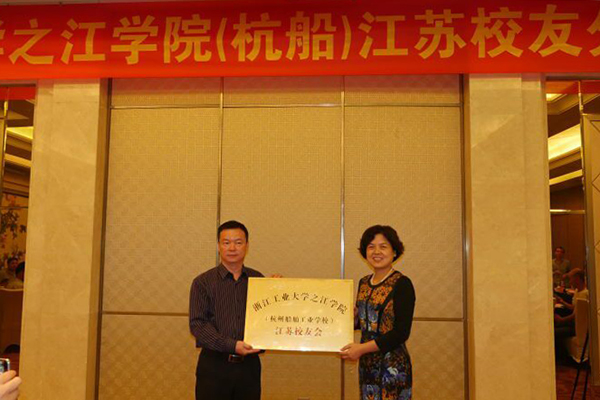 之江学院(杭船)江苏校友
浙江工业大学之江学院
(杭州船舶工业学校)
江苏校友会